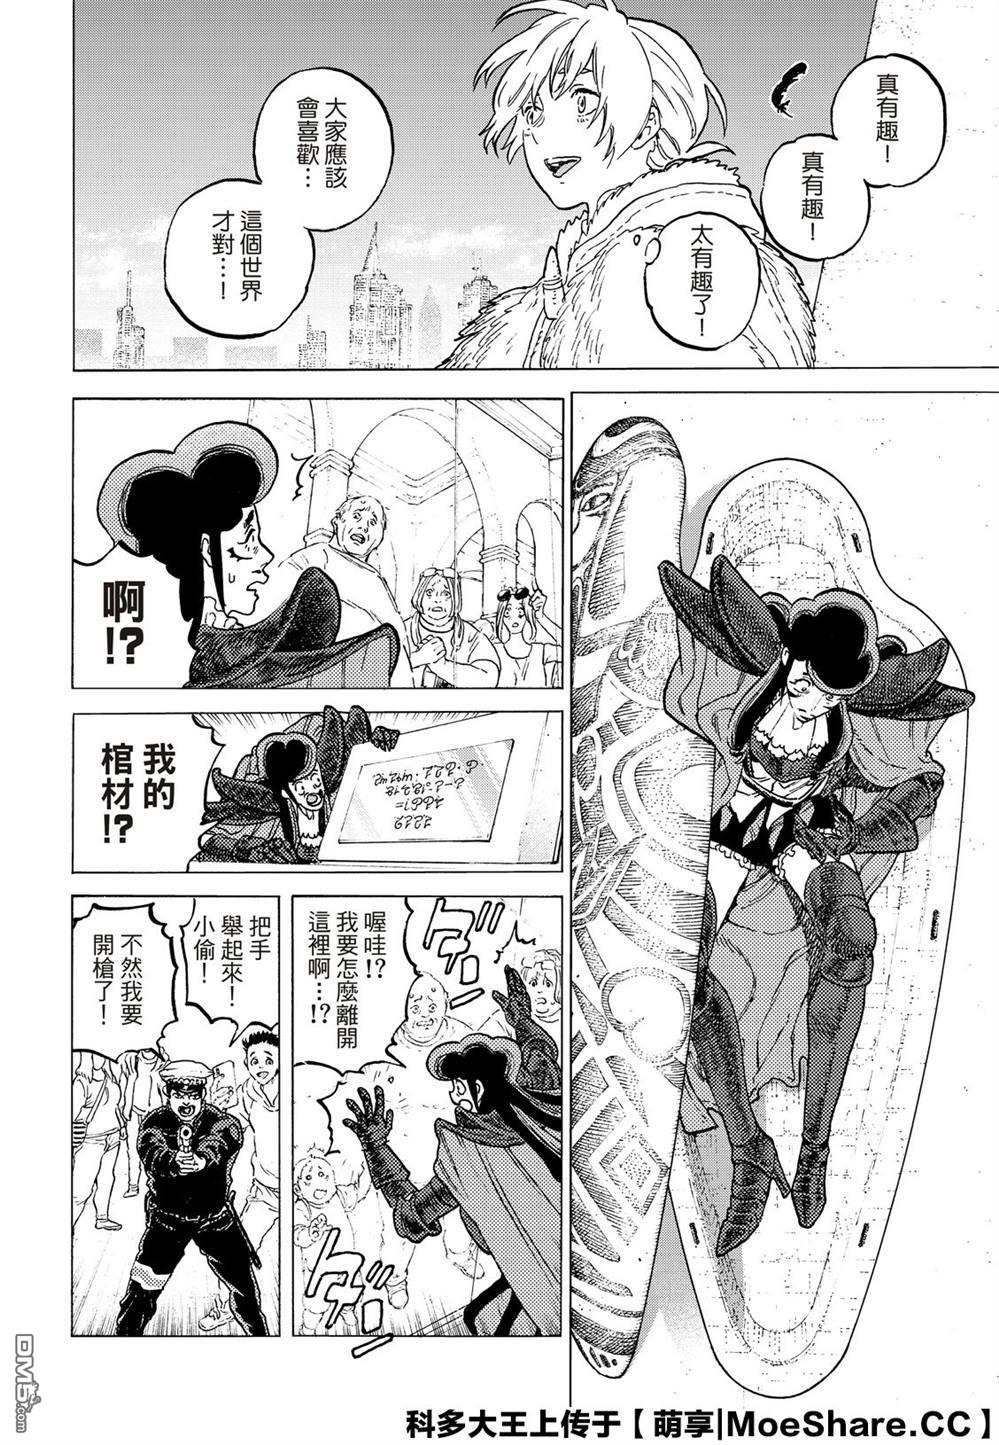 真有趣！
真有趣！
太有趣了！
大家應該
會喜歡…
這個世界
才對…！
啊!?
我的
棺材!?
喔哇!?
我要怎麼離開
這裡啊…!?
把手
舉起來！
小偷！
不然我要
開槍了！
DM5
.com
科多大王上传于【萌享|MoeShare.CC】